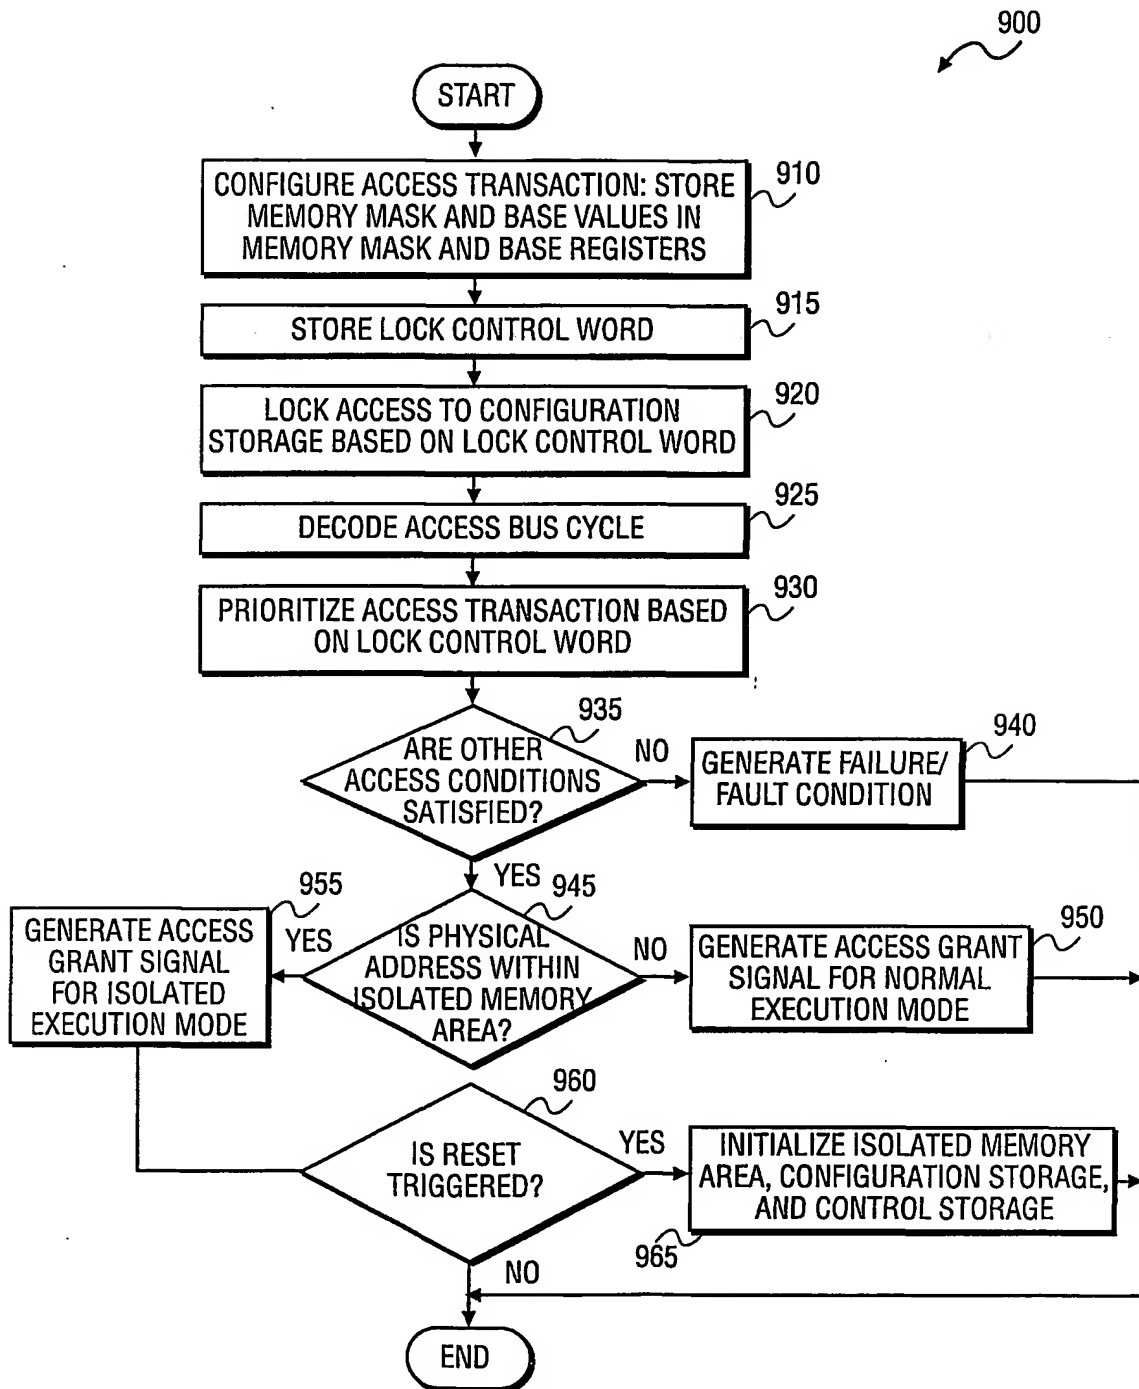 900
START
CONFIGURE ACCESS TRANSACTION: STORE
MEMORY MASK AND BASE VALUES IN
MEMORY MASK AND BASE REGISTERS
910
STORE LOCK CONTROL WORD
915
LOCK ACCESS TO CONFIGURATION
STORAGE BASED ON LOCK CONTROL WORD
920
DECODE ACCESS BUS CYCLE
925
PRIORITIZE ACCESS TRANSACTION BASED
ON LOCK CONTROL WORD
930
ARE OTHER
ACCESS CONDITIONS
SATISFIED?
935
NO
GENERATE FAILURE/
FAULT CONDITION
940
YES
IS PHYSICAL
ADDRESS WITHIN
ISOLATED MEMORY
AREA?
945
YES
GENERATE ACCESS
GRANT SIGNAL
FOR ISOLATED
EXECUTION MODE
955
NO
GENERATE ACCESS GRANT
SIGNAL FOR NORMAL
EXECUTION MODE
950
IS RESET
TRIGGERED?
960
YES
INITIALIZE ISOLATED MEMORY
AREA, CONFIGURATION STORAGE,
AND CONTROL STORAGE
965
NO
END